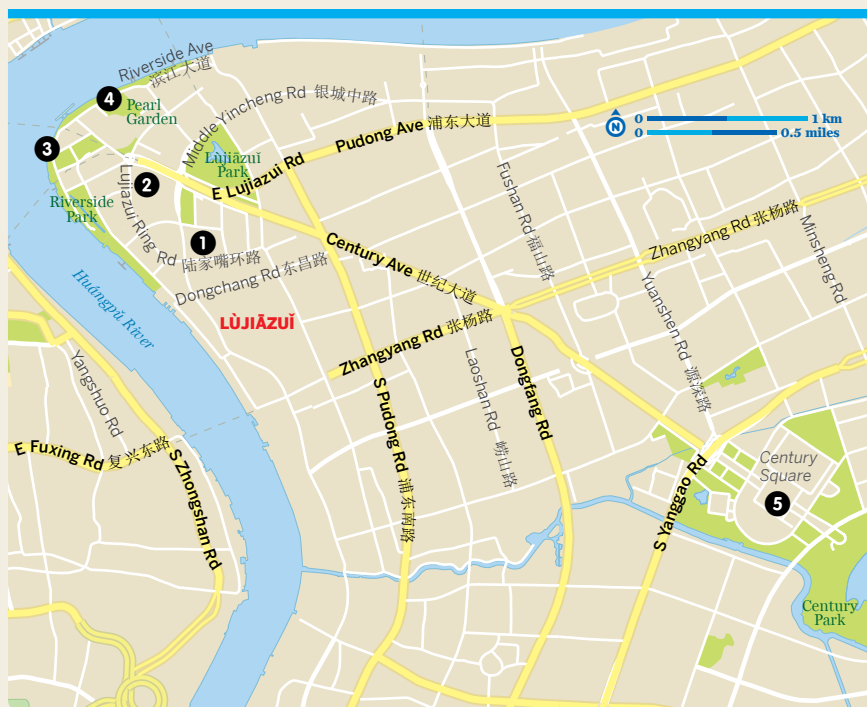 Riverside Ave
滨江大道
4
Pearl
Garden
Middle Yincheng Rd 银城中路
Pudong Ave 浦东大道
N
0 1 km
0 0.5 miles
3
Lùjiāzuǐ
Park
E Lujiazui Rd
2
Riverside
Park
Lujiazui Ring Rd 陆家嘴环路
1
Fushan Rd 福山路
Zhangyang Rd 张杨路
Minsheng Rd
Century Ave 世纪大道
Dongchang Rd 东昌路
Huángpǔ River
LÙJIĀZUǏ
Yuanshen Rd 源深路
Zhangyang Rd 张杨路
Yangshuo Rd
S Pudong Rd 浦东南路
Laoshan Rd 崂山路
Dongfang Rd
E Fuxing Rd 复兴东路
S Zhongshan Rd
S Yanggao Rd
Century
Square
5
Century
Park